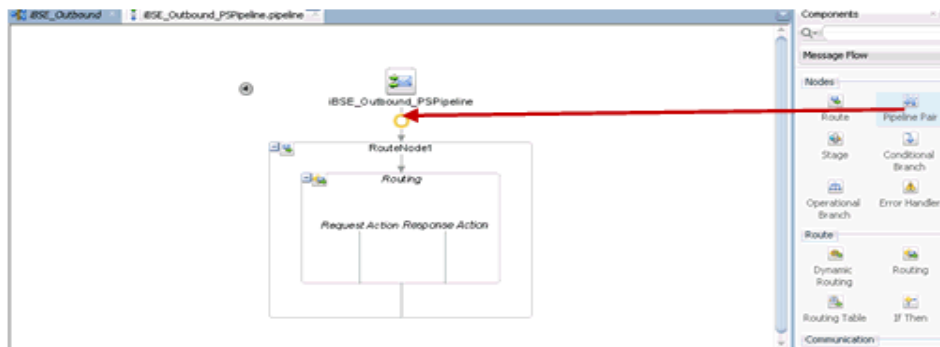 iBSE_Outbound
iBSE_Outbound_PSPipeline.pipeline
iBSE_Outbound_PSPipeline
RouteNode1
Routing
Request Action Response Action
Components
Message Flow
Nodes
Route
Pipeline Pair
Stage
Conditional
Branch
Operational
Branch
Error Handler
Route
Dynamic
Routing
Routing
Routing Table
If Then
Communication